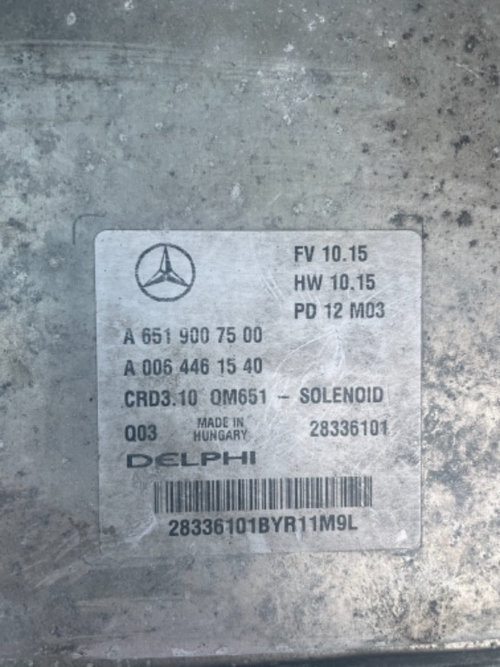 FV 10.15
HW 10.15
PD 12 M03
A 651 900 75 00
A 006 446 15 40
CRD3.10 OM651 - SOLENOID
Q03 MADE IN HUNGARY 28336101
DELPHI
28336101BYR11M9L